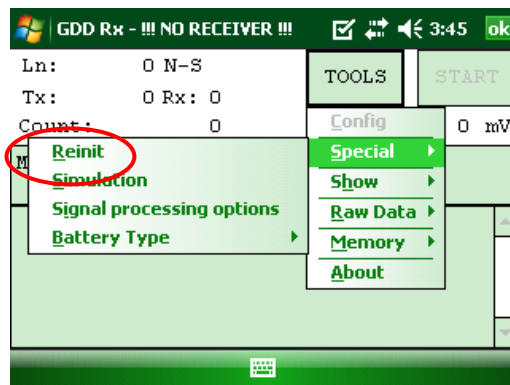 GDD Rx - !!! NO RECEIVER !!! 3:45 ok
Ln: 0 N-S
TOOLS START
Tx: 0 Rx: 0
Count: 0 0 mV
Config
Reinit Special
Simulation Show
Signal processing options Raw Data
Battery Type Memory
About